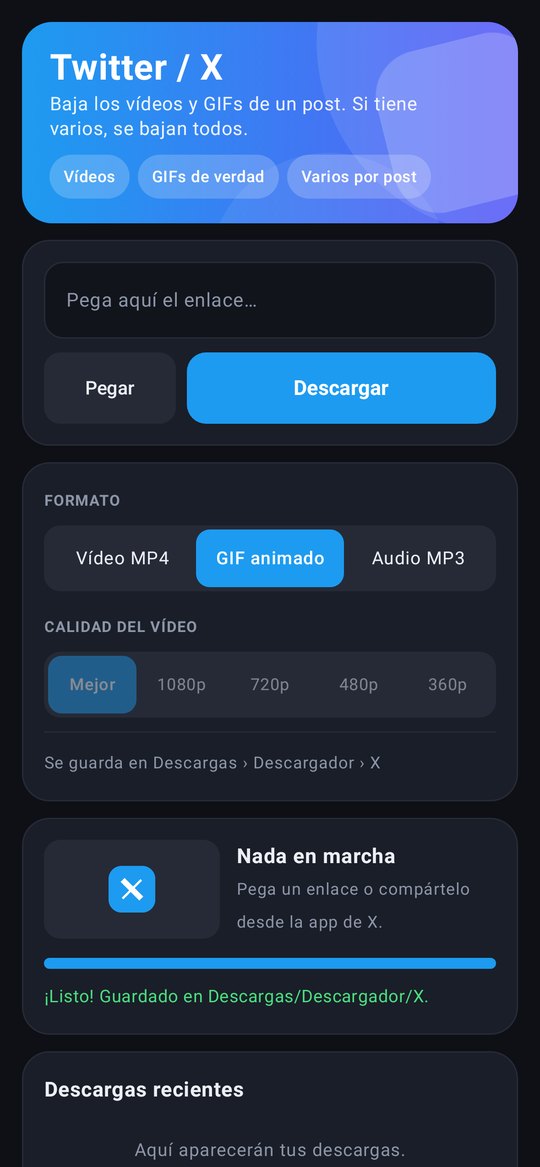 Twitter / X
Baja los vídeos y GIFs de un post. Si tiene
varios, se bajan todos.
Vídeos
GIFs de verdad
Varios por post
Pega aquí el enlace…
Pegar
Descargar
FORMATO
Vídeo MP4
GIF animado
Audio MP3
CALIDAD DEL VÍDEO
Mejor
1080p
720p
480p
360p
Se guarda en Descargas › Descargador › X
Nada en marcha
Pega un enlace o compártelo
desde la app de X.
¡Listo! Guardado en Descargas/Descargador/X.
Descargas recientes
Aquí aparecerán tus descargas.